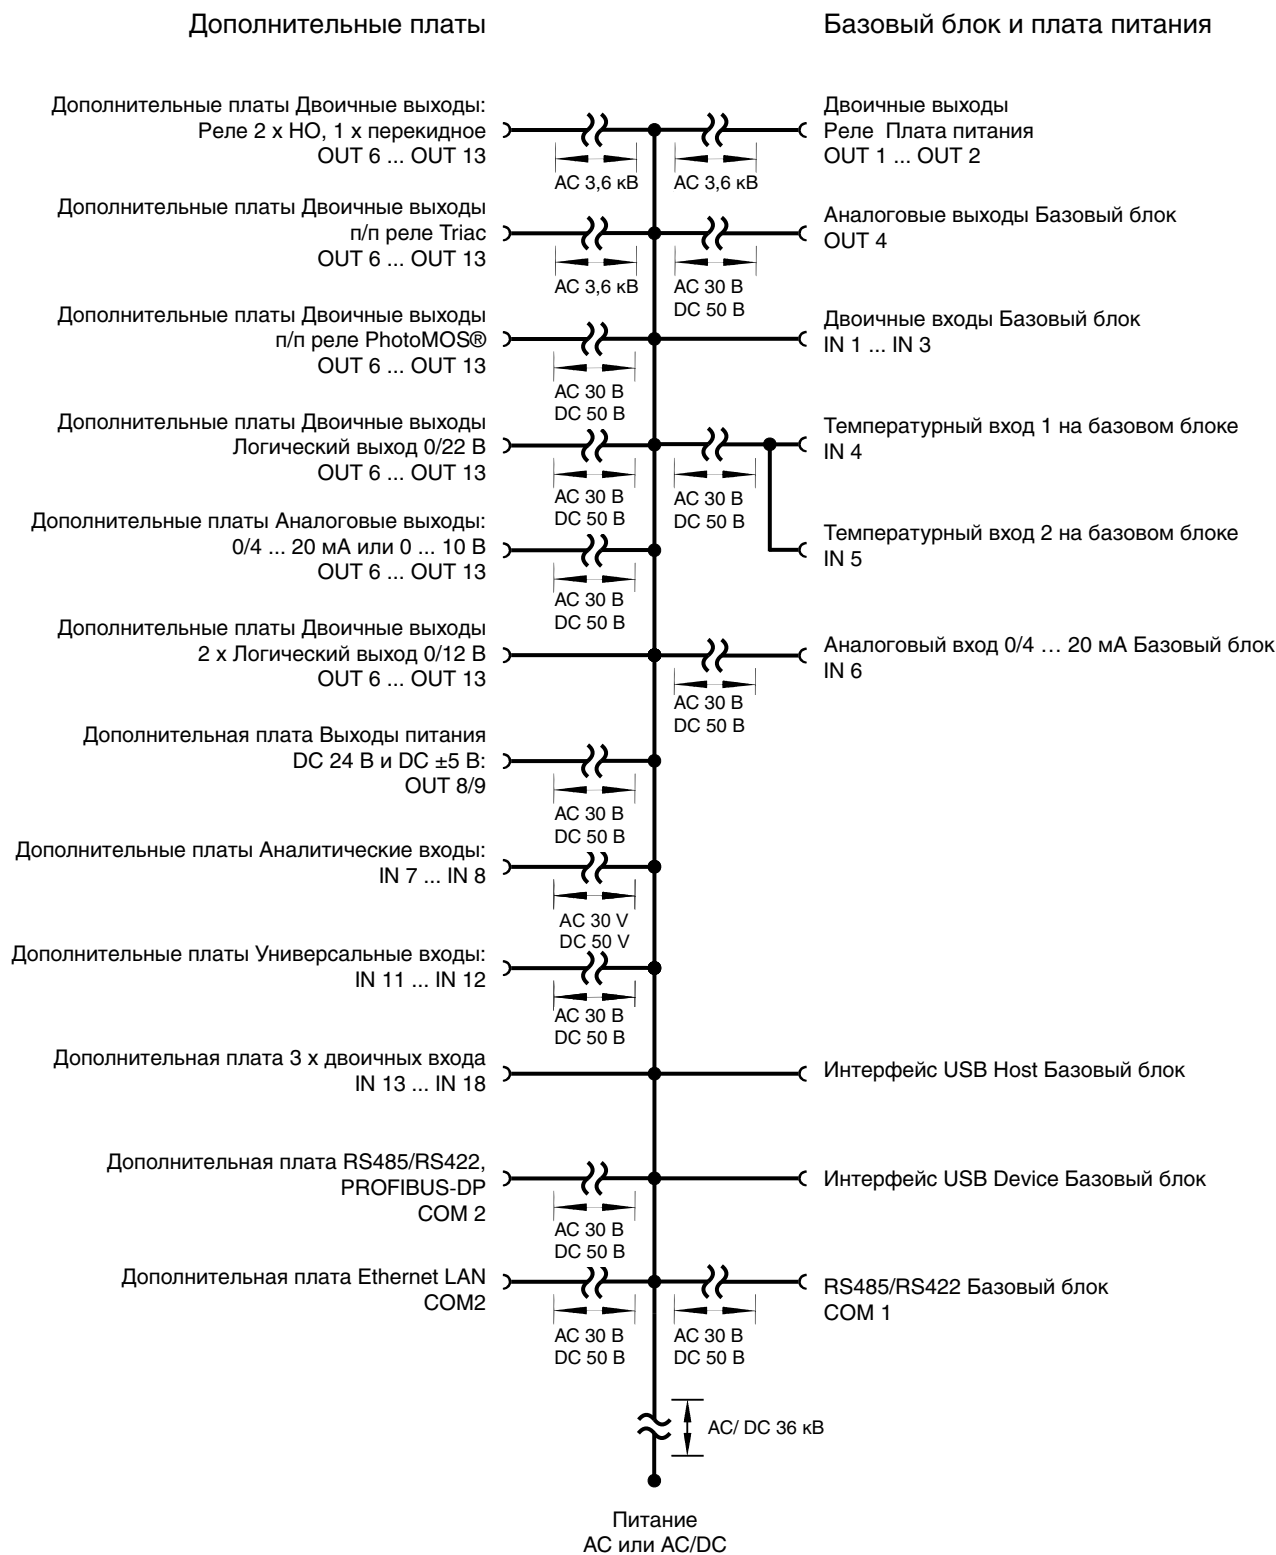 Дополнительные платы
Базовый блок и плата питания
Дополнительные платы Двоичные выходы:
Реле 2 x НО, 1 x перекидное
OUT 6 ... OUT 13
AC 3,6 кВ
AC 3,6 кВ
Двоичные выходы
Реле Плата питания
OUT 1 ... OUT 2
Дополнительные платы Двоичные выходы
п/п реле Triac
OUT 6 ... OUT 13
AC 3,6 кВ
AC 30 В
DC 50 В
Аналоговые выходы Базовый блок
OUT 4
Дополнительные платы Двоичные выходы
п/п реле PhotoMOS®
OUT 6 ... OUT 13
AC 30 В
DC 50 В
Двоичные входы Базовый блок
IN 1 ... IN 3
Дополнительные платы Двоичные выходы
Логический выход 0/22 В
OUT 6 ... OUT 13
AC 30 В
DC 50 В
AC 30 В
DC 50 В
Температурный вход 1 на базовом блоке
IN 4
Дополнительные платы Аналоговые выходы:
0/4 ... 20 мА или 0 ... 10 В
OUT 6 ... OUT 13
AC 30 В
DC 50 В
Температурный вход 2 на базовом блоке
IN 5
Дополнительные платы Двоичные выходы
2 x Логический выход 0/12 В
OUT 6 ... OUT 13
AC 30 В
DC 50 В
Аналоговый вход 0/4 … 20 мА Базовый блок
IN 6
Дополнительная плата Выходы питания
DC 24 В и DC ±5 В:
OUT 8/9
AC 30 В
DC 50 В
Дополнительные платы Аналитические входы:
IN 7 ... IN 8
AC 30 V
DC 50 V
Дополнительные платы Универсальные входы:
IN 11 ... IN 12
AC 30 В
DC 50 В
Дополнительная плата 3 x двоичных входа
IN 13 ... IN 18
Интерфейс USB Host Базовый блок
Дополнительная плата RS485/RS422,
PROFIBUS-DP
COM 2
AC 30 В
DC 50 В
Интерфейс USB Device Базовый блок
Дополнительная плата Ethernet LAN
COM2
AC 30 В
DC 50 В
AC 30 В
DC 50 В
RS485/RS422 Базовый блок
COM 1
AC/ DC 36 кВ
Питание
AC или AC/DC